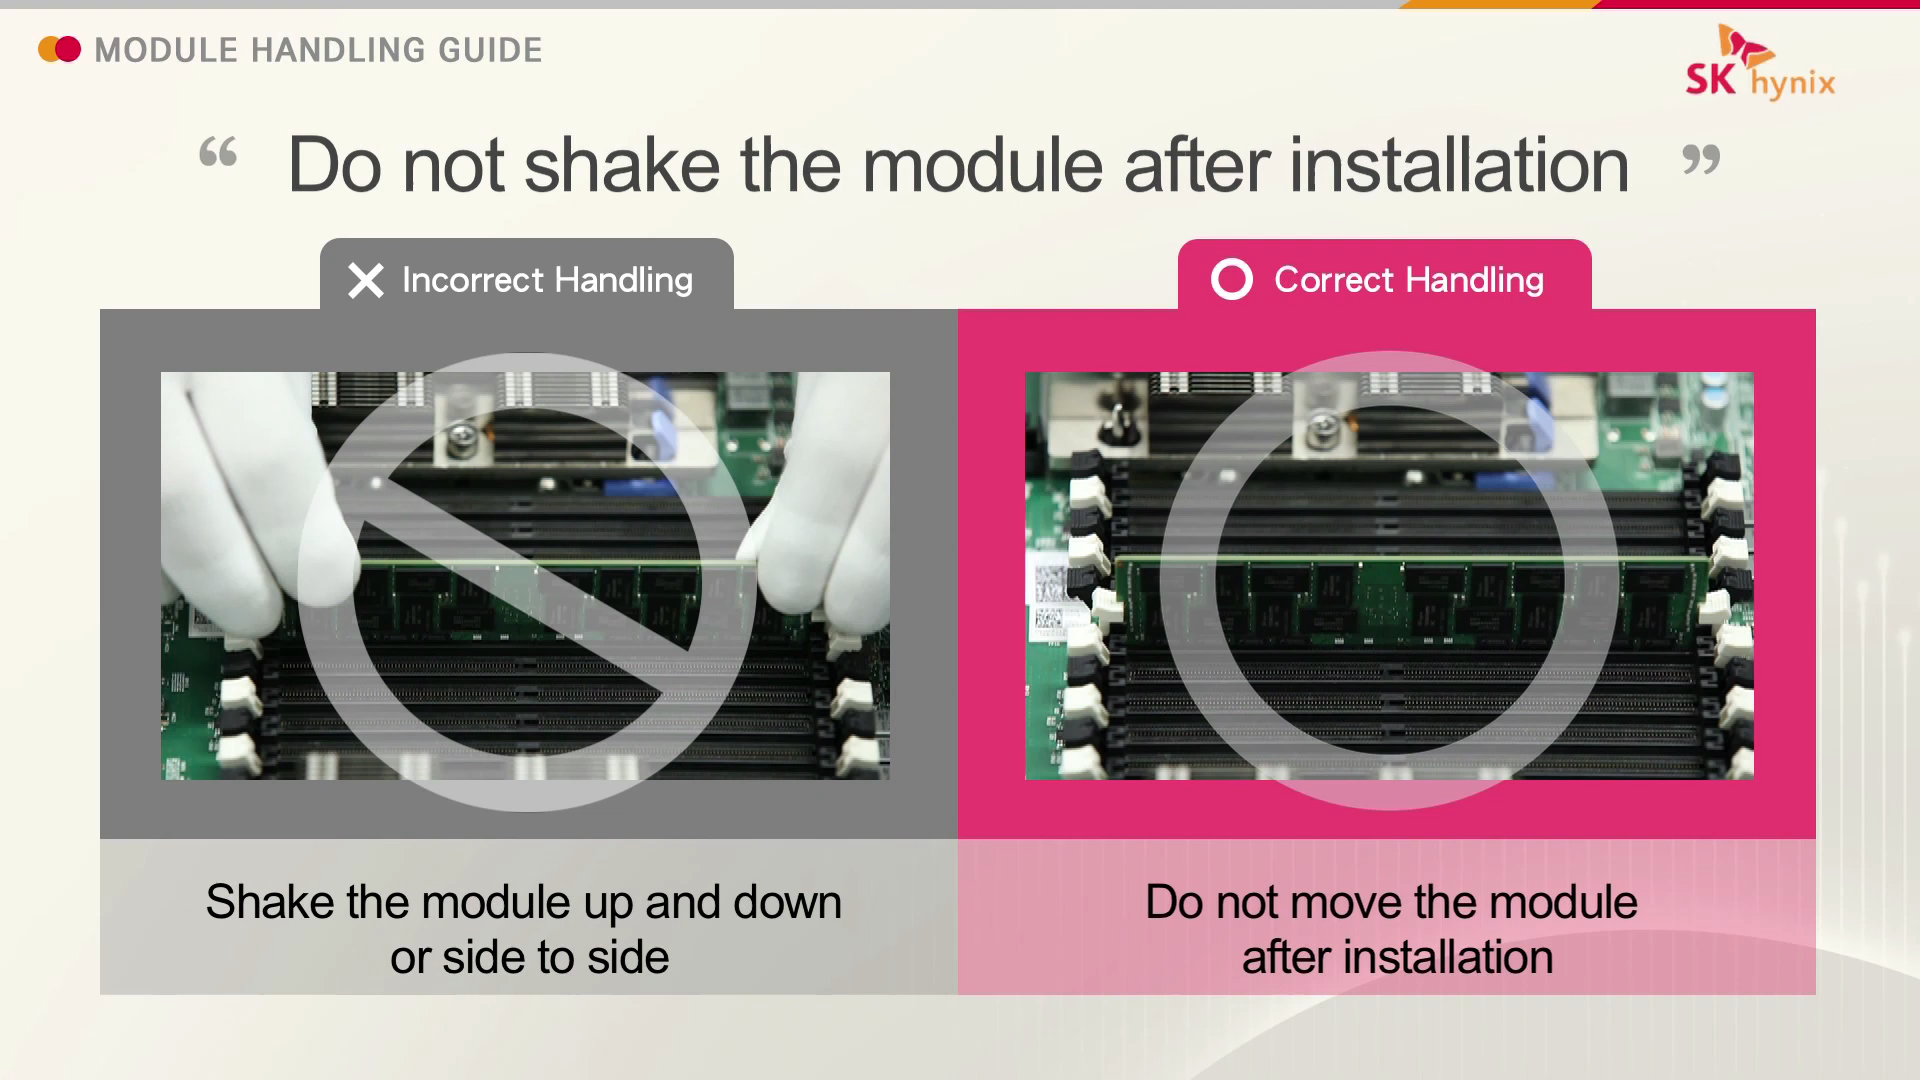 MODULE HANDLING GUIDE
SK hynix
“ Do not shake the module after installation ”
Incorrect Handling
Correct Handling
Shake the module up and down
or side to side
Do not move the module
after installation